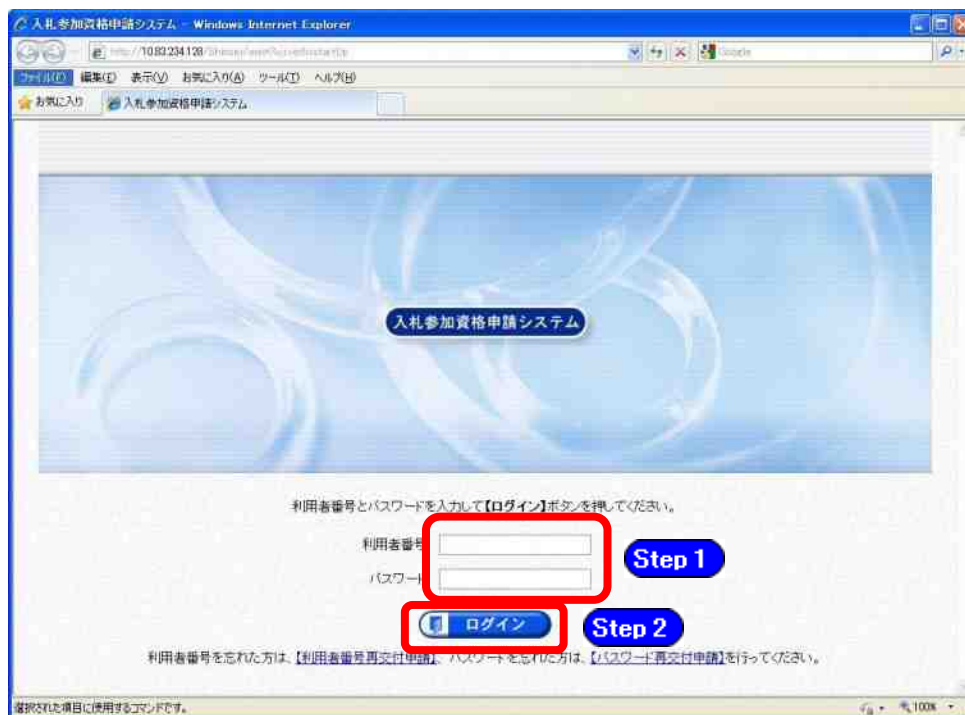 入札参加資格申請システム - Windows Internet Explorer
http://10.83.234.128/
Google
ファイル(F) 編集(E) 表示(V) お気に入り(A) ツール(T) ヘルプ(H)
お気に入り 入札参加資格申請システム
入札参加資格申請システム
利用者番号とパスワードを入力して【ログイン】ボタンを押してください。
利用者番号
Step 1
パスワード
ログイン
Step 2
利用者番号を忘れた方は、【利用者番号再交付申請】、パスワードを忘れた方は、【パスワード再交付申請】を行ってください。
選択された項目に使用するコマンドです。
100%